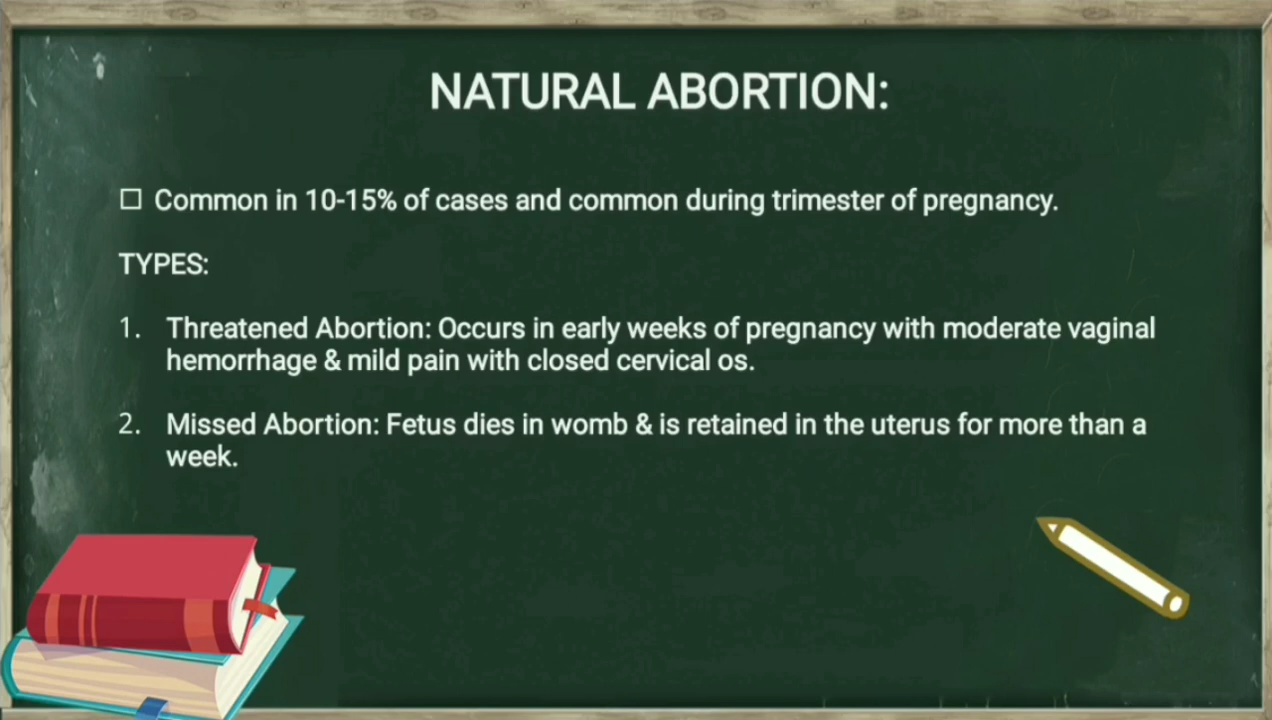 NATURAL ABORTION:
☐ Common in 10-15% of cases and common during trimester of pregnancy.
TYPES:
1. Threatened Abortion: Occurs in early weeks of pregnancy with moderate vaginal
hemorrhage & mild pain with closed cervical os.
2. Missed Abortion: Fetus dies in womb & is retained in the uterus for more than a
week.